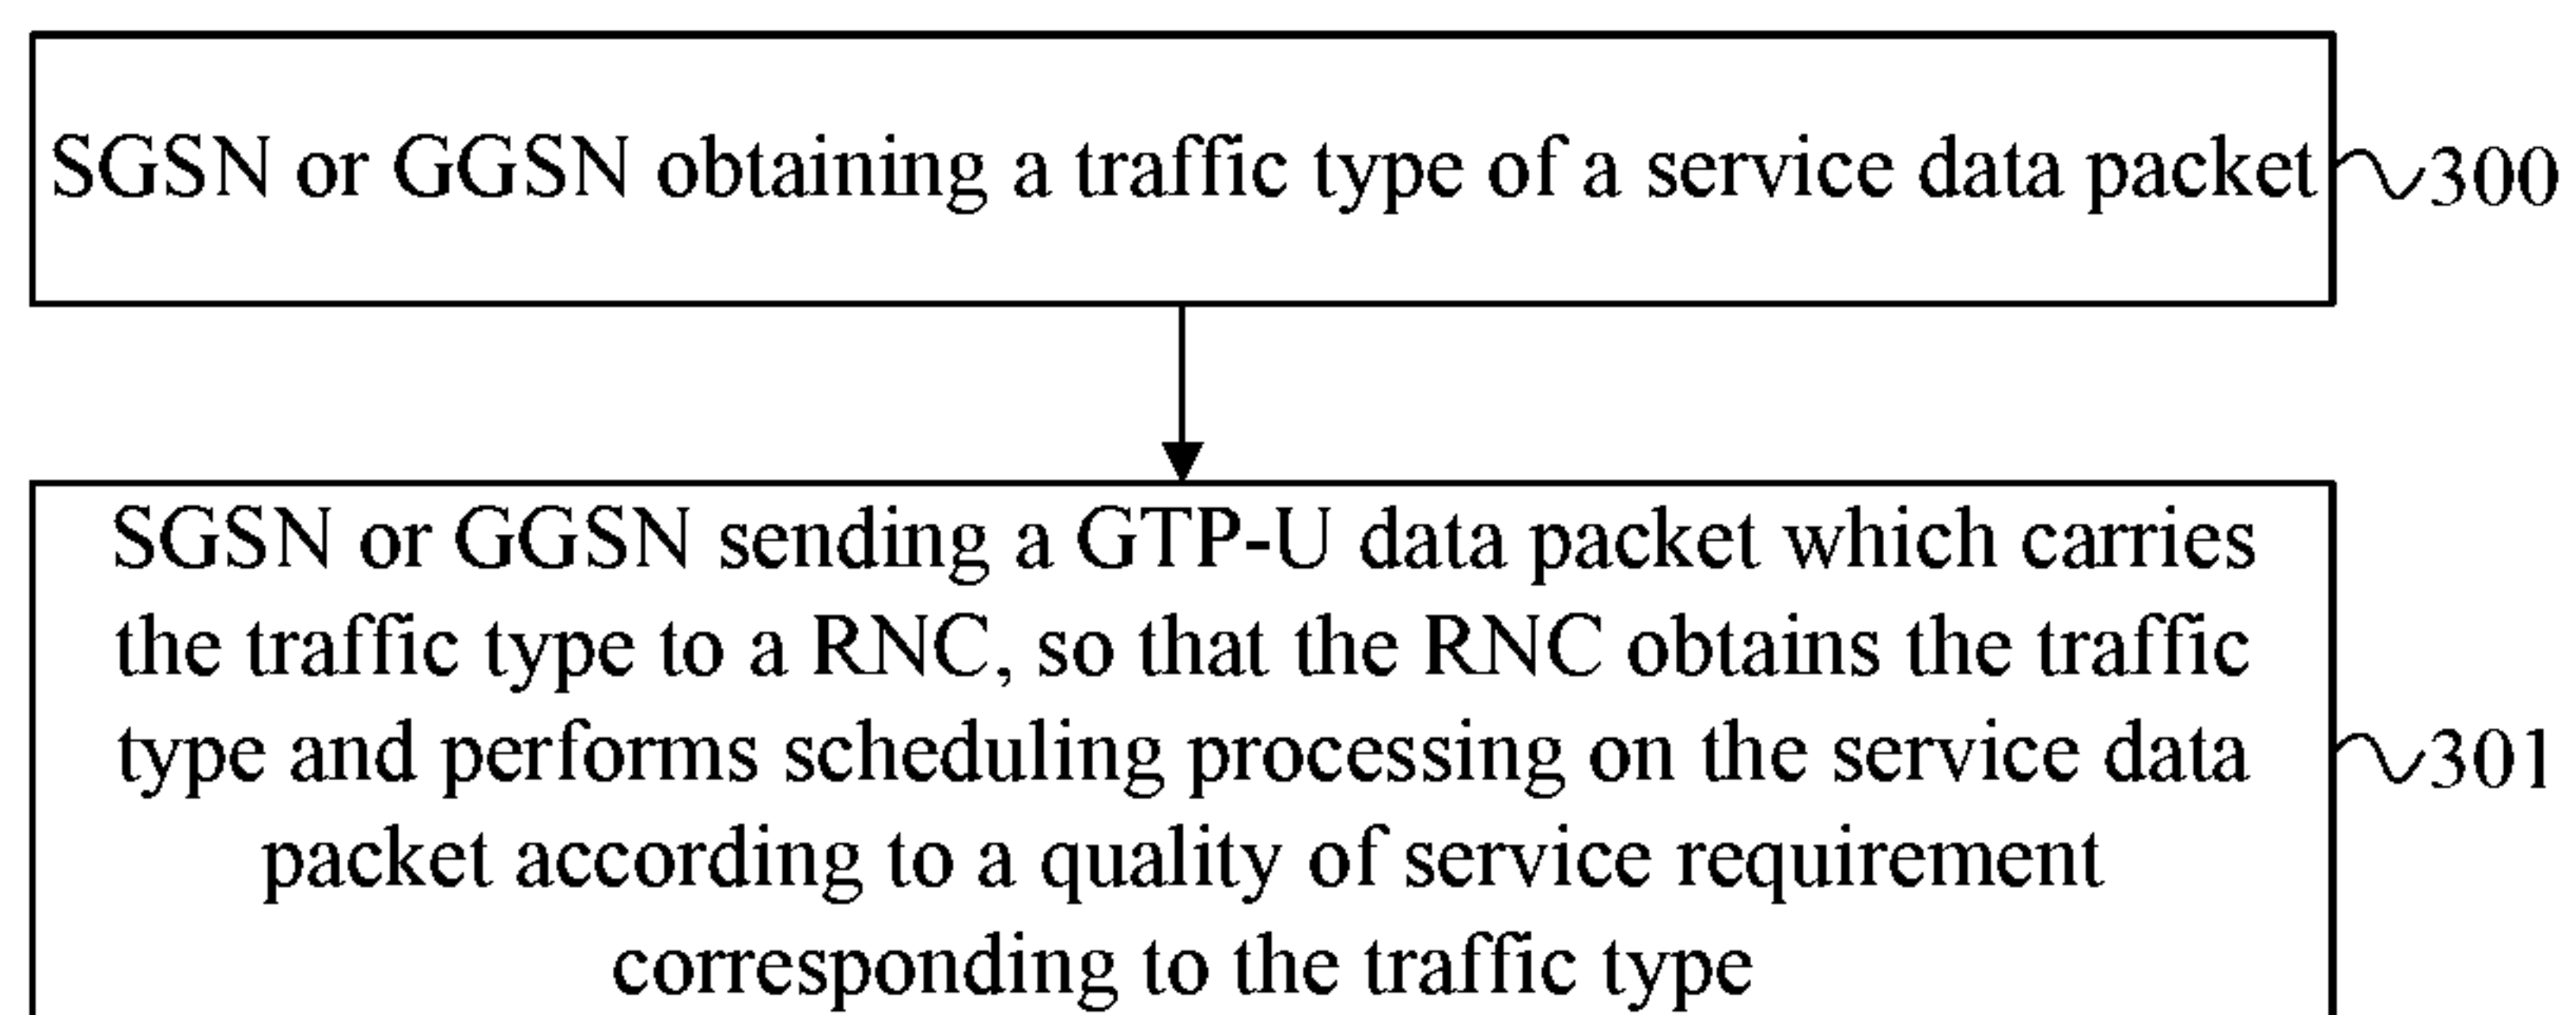 SGSN or GGSN obtaining a traffic type of a service data packet
300
SGSN or GGSN sending a GTP-U data packet which carries
the traffic type to a RNC, so that the RNC obtains the traffic
type and performs scheduling processing on the service data
301
packet according to a quality of service requirement
corresponding to the traffic type